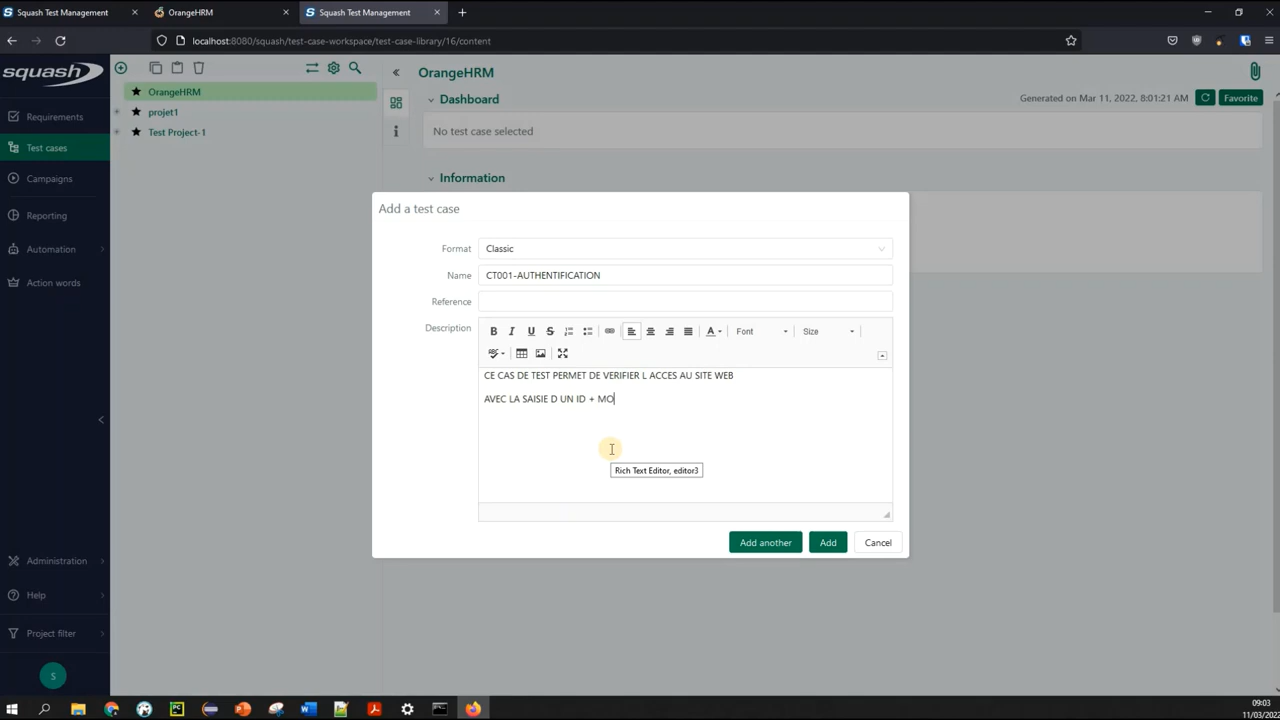 Squash Test Management
OrangeHRM
Squash Test Management
localhost:8080/squash/test-case-workspace/test-case-library/16/content
squash
Requirements
Test cases
Campaigns
Reporting
Automation
Action words
Administration
Help
Project filter
S
OrangeHRM
projet1
Test Project-1
OrangeHRM
Dashboard
Generated on Mar 11, 2022, 8:01:21 AM
Favorite
No test case selected
Information
Add a test case
Format
Classic
Name
CT001-AUTHENTIFICATION
Reference
Description
B I U S
A
Font
Size
CE CAS DE TEST PERMET DE VERIFIER L ACCES AU SITE WEB
AVEC LA SAISIE D UN ID + MO
Rich Text Editor, editor3
Add another
Add
Cancel
09:03
11/03/2022